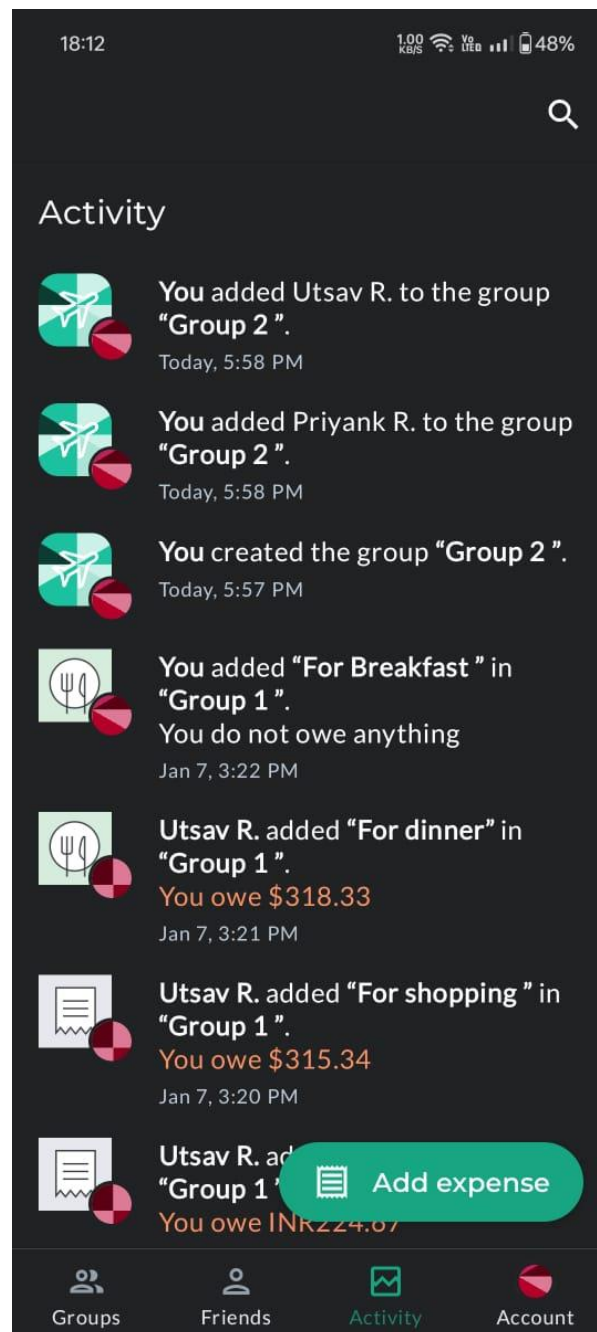 18:12 1.00 KB/S Vo LTED 48%
Activity
You added Utsav R. to the group
“Group 2 ”.
Today, 5:58 PM
You added Priyank R. to the group
“Group 2 ”.
Today, 5:58 PM
You created the group “Group 2 ”.
Today, 5:57 PM
You added “For Breakfast ” in
“Group 1 ”.
You do not owe anything
Jan 7, 3:22 PM
Utsav R. added “For dinner” in
“Group 1 ”.
You owe $318.33
Jan 7, 3:21 PM
Utsav R. added “For shopping ” in
“Group 1 ”.
You owe $315.34
Jan 7, 3:20 PM
Utsav R.
“Group 1
You owe
Add expense
Groups Friends Activity Account